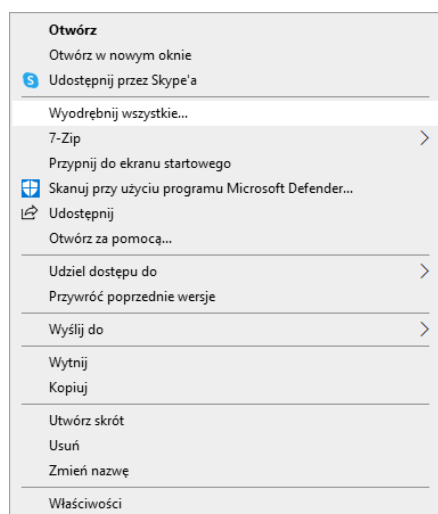 Otwórz
Otwórz w nowym oknie
Udostępnij przez Skype'a
Wyodrębnij wszystkie...
7-Zip
Przypnij do ekranu startowego
Skanuj przy użyciu programu Microsoft Defender...
Udostępnij
Otwórz za pomocą...
Udziel dostępu do
Przywróć poprzednie wersje
Wyślij do
Wytnij
Kopiuj
Utwórz skrót
Usuń
Zmień nazwę
Właściwości